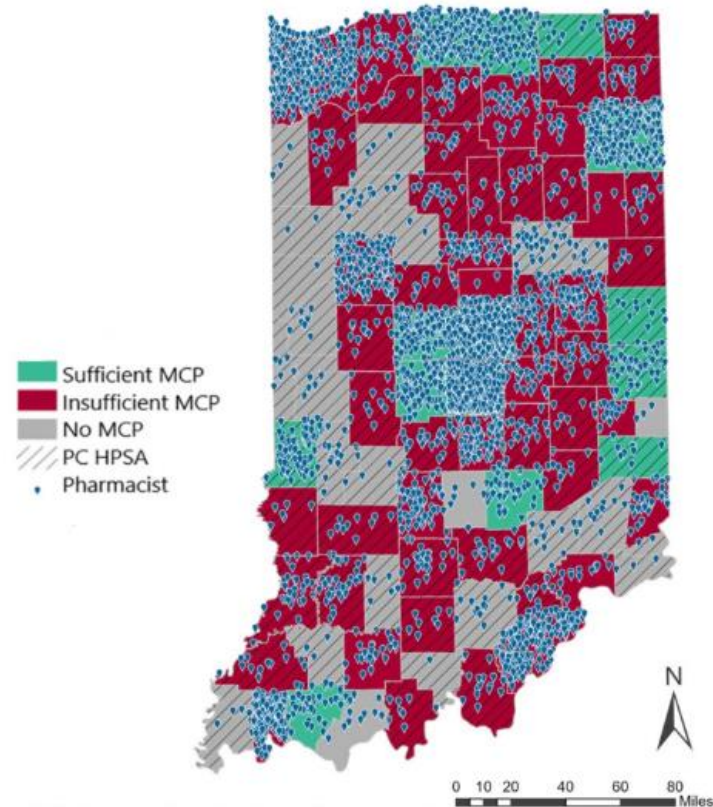 Sufficient MCP
Insufficient MCP
No MCP
PC HPSA
Pharmacist
N
0 10 20 40 60 80
Miles